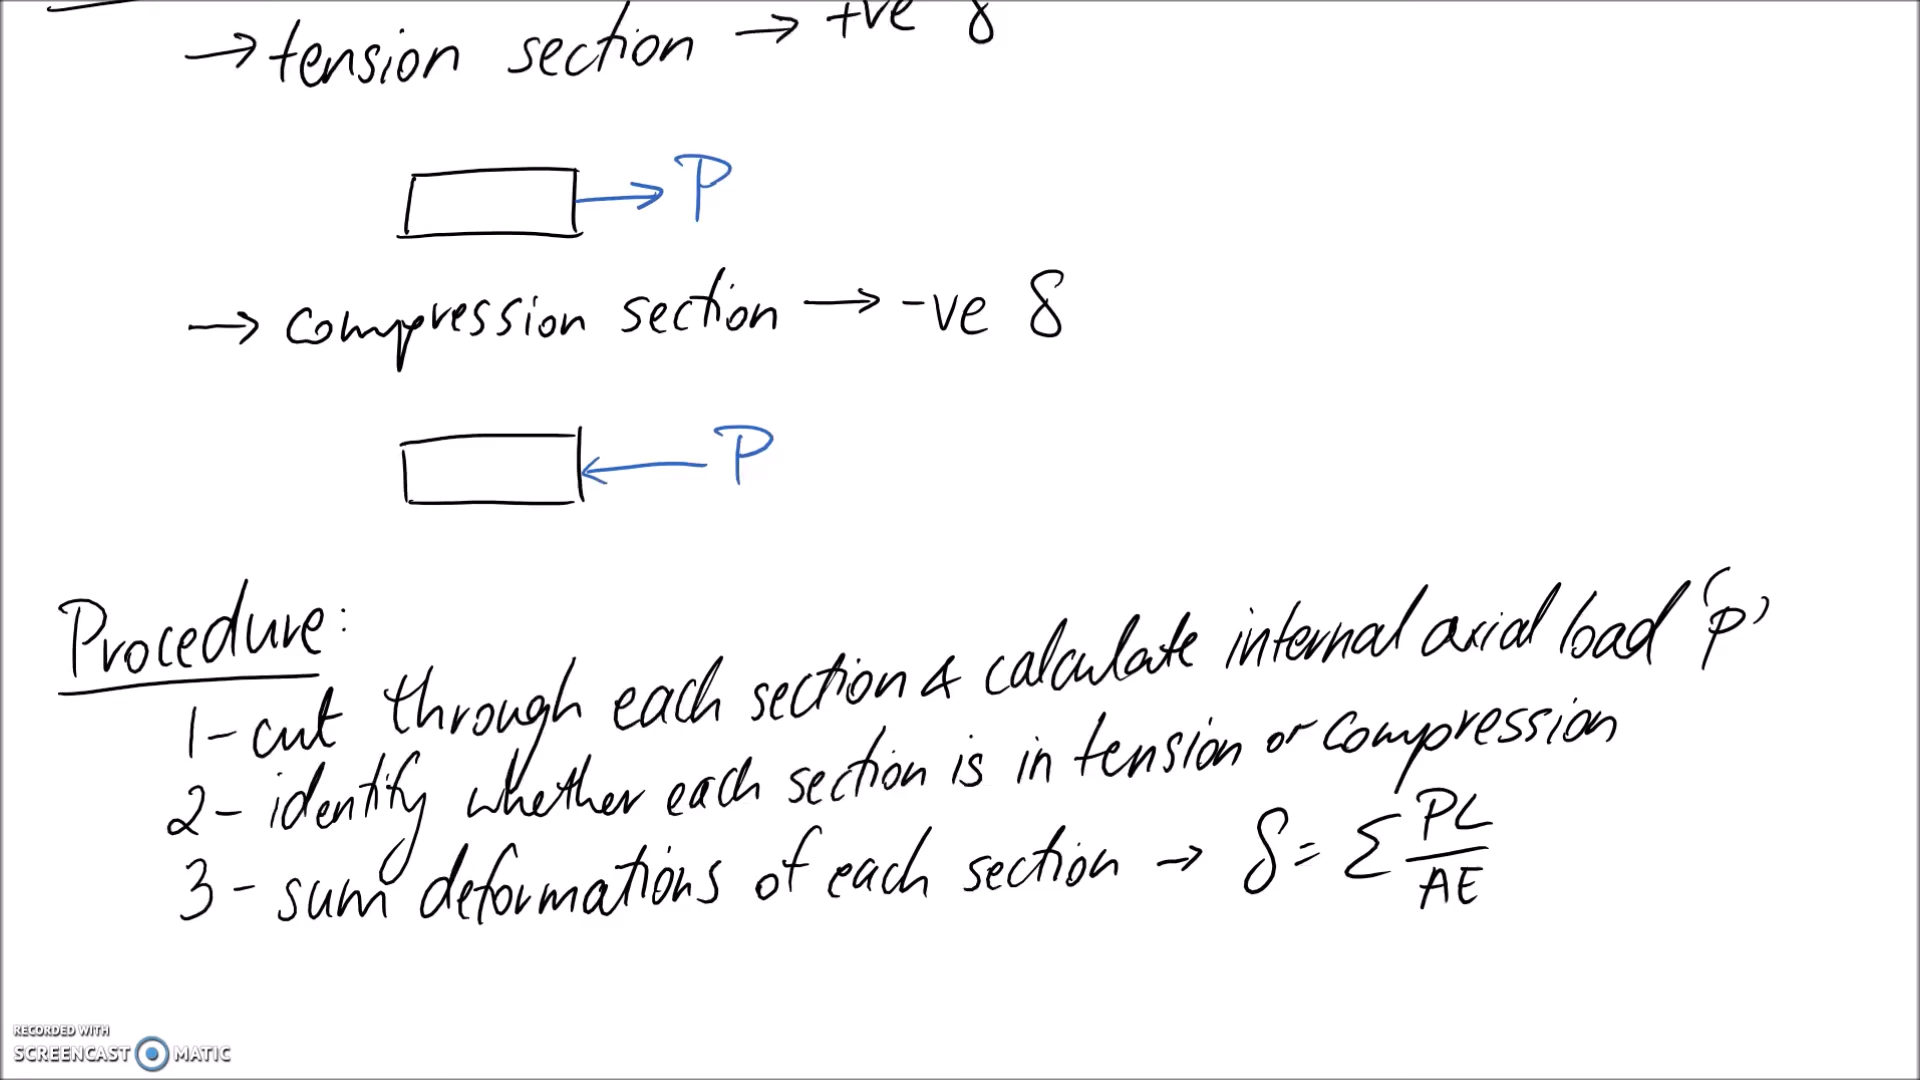 → tension section → +ve δ
P
→ compression section → -ve δ
P
Procedure:
1- cut through each section & calculate internal axial load 'P'
2- identify whether each section is in tension or compression
3- sum deformations of each section → δ = Σ PL/AE
RECORDED WITH
SCREENCAST MATIC